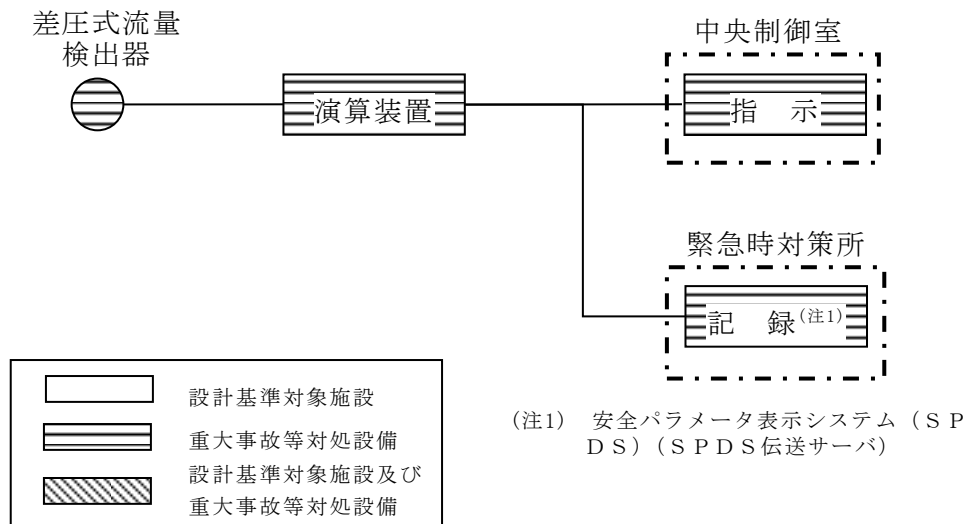 差圧式流量
検出器
演算装置
中央制御室
指　示
緊急時対策所
記　録(注1)
設計基準対象施設
重大事故等対処設備
設計基準対象施設及び
重大事故等対処設備
(注1)　安全パラメータ表示システム（ＳＰ
ＤＳ）（ＳＰＤＳ伝送サーバ）